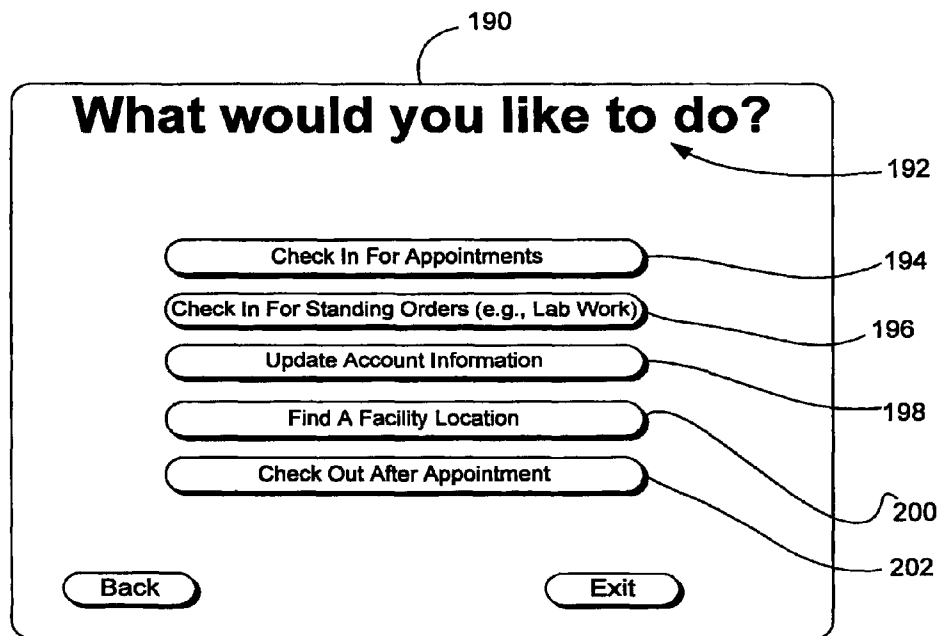 190
What would you like to do?
192
Check In For Appointments
194
Check In For Standing Orders (e.g., Lab Work)
196
Update Account Information
198
Find A Facility Location
200
Check Out After Appointment
202
Back
Exit